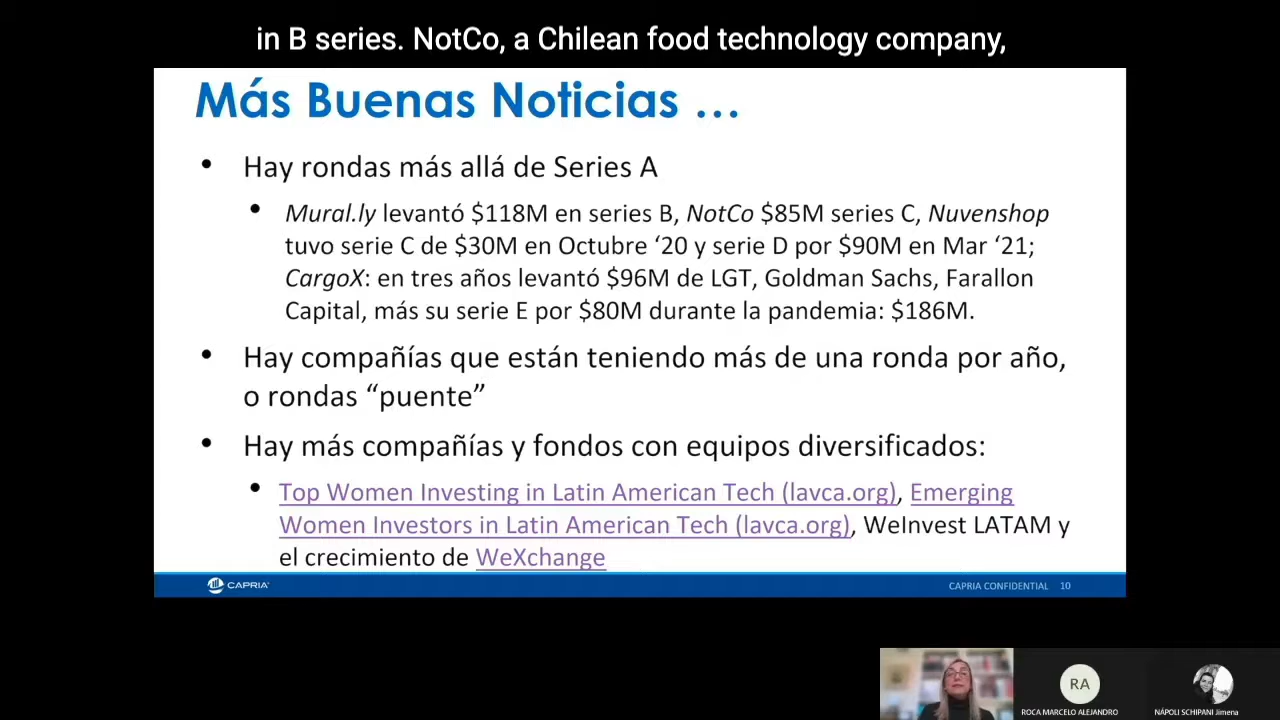 in B series. NotCo, a Chilean food technology company,
Más Buenas Noticias ...
• Hay rondas más allá de Series A
• Mural.ly levantó $118M en series B, NotCo $85M series C, Nuvenshop
tuvo serie C de $30M en Octubre ‘20 y serie D por $90M en Mar ‘21;
CargoX: en tres años levantó $96M de LGT, Goldman Sachs, Farallon
Capital, más su serie E por $80M durante la pandemia: $186M.
• Hay compañías que están teniendo más de una ronda por año,
o rondas “puente”
• Hay más compañías y fondos con equipos diversificados:
• Top Women Investing in Latin American Tech (lavca.org), Emerging
Women Investors in Latin American Tech (lavca.org), WeInvest LATAM y
el crecimiento de WeXchange
CAPRIA
CAPRIA CONFIDENTIAL 10
RA
ROCA MARCELO ALEJANDRO
NÁPOLI SCHIPANI Jimena